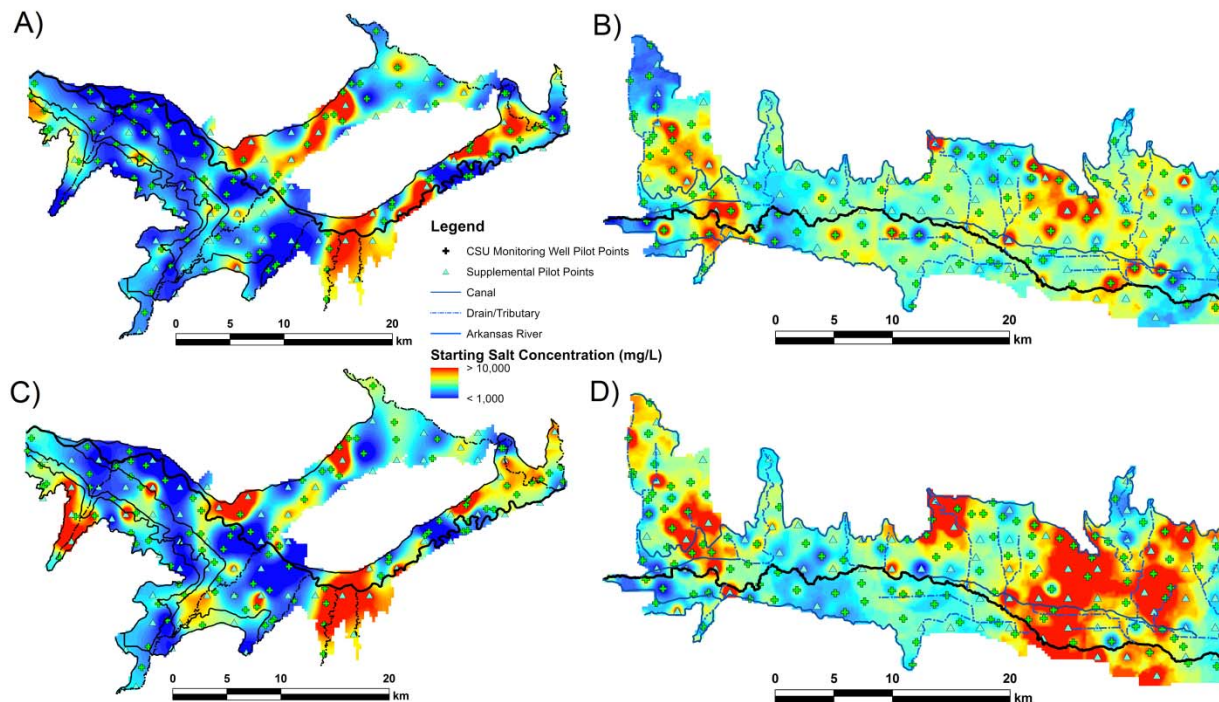 A)
B)
Legend
CSU Monitoring Well Pilot Points
Supplemental Pilot Points
Canal
Drain/Tributary
Arkansas River
0 5 10 20
km
0 5 10 20
km
Starting Salt Concentration (mg/L)
> 10,000
< 1,000
C)
D)
0 5 10 20
km
0 5 10 20
km